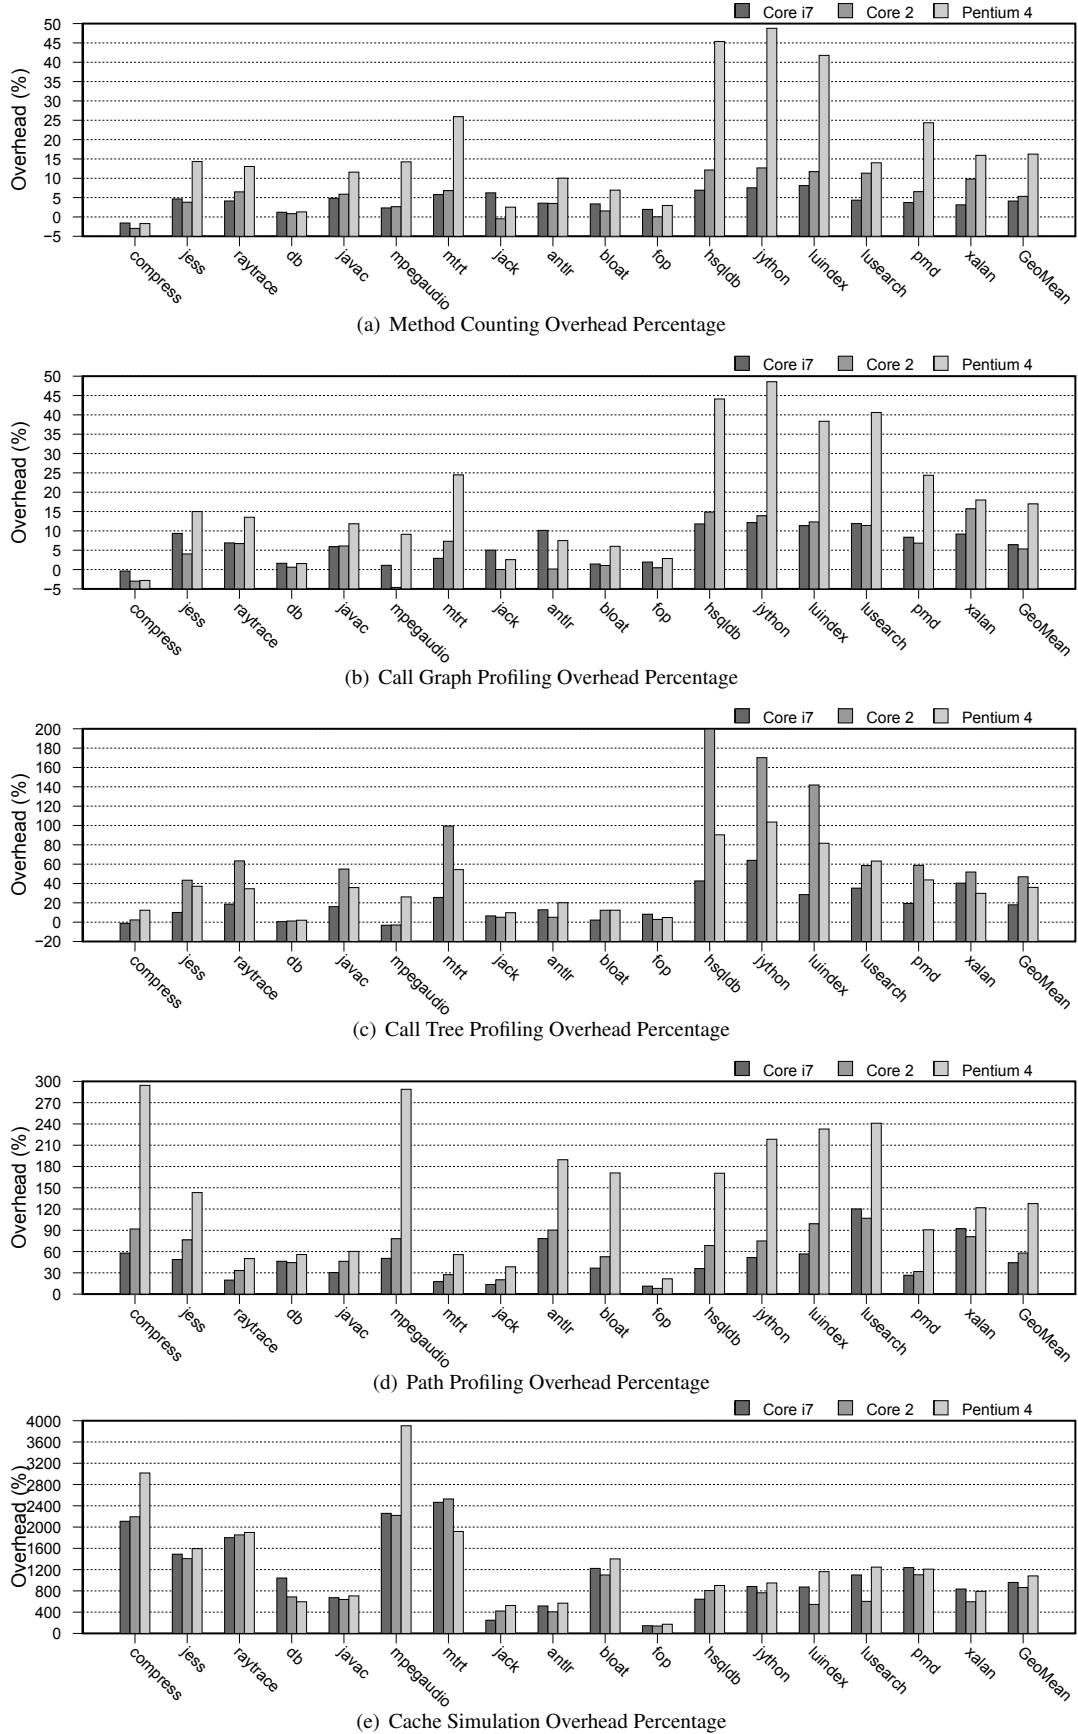 Core i7 Core 2 Pentium 4
Overhead (%)
50
45
40
35
30
25
20
15
10
5
0
−5
compress jess raytrace db javac mpegaudio mtrt jack antlr bloat fop hsqldb jython luindex lusearch pmd xalan GeoMean
(a) Method Counting Overhead Percentage
Core i7 Core 2 Pentium 4
Overhead (%)
50
45
40
35
30
25
20
15
10
5
0
−5
compress jess raytrace db javac mpegaudio mtrt jack antlr bloat fop hsqldb jython luindex lusearch pmd xalan GeoMean
(b) Call Graph Profiling Overhead Percentage
Core i7 Core 2 Pentium 4
Overhead (%)
200
180
160
140
120
100
80
60
40
20
0
−20
compress jess raytrace db javac mpegaudio mtrt jack antlr bloat fop hsqldb jython luindex lusearch pmd xalan GeoMean
(c) Call Tree Profiling Overhead Percentage
Core i7 Core 2 Pentium 4
Overhead (%)
300
270
240
210
180
150
120
90
60
30
0
compress jess raytrace db javac mpegaudio mtrt jack antlr bloat fop hsqldb jython luindex lusearch pmd xalan GeoMean
(d) Path Profiling Overhead Percentage
Core i7 Core 2 Pentium 4
Overhead (%)
4000
3600
3200
2800
2400
2000
1600
1200
800
400
0
compress jess raytrace db javac mpegaudio mtrt jack antlr bloat fop hsqldb jython luindex lusearch pmd xalan GeoMean
(e) Cache Simulation Overhead Percentage